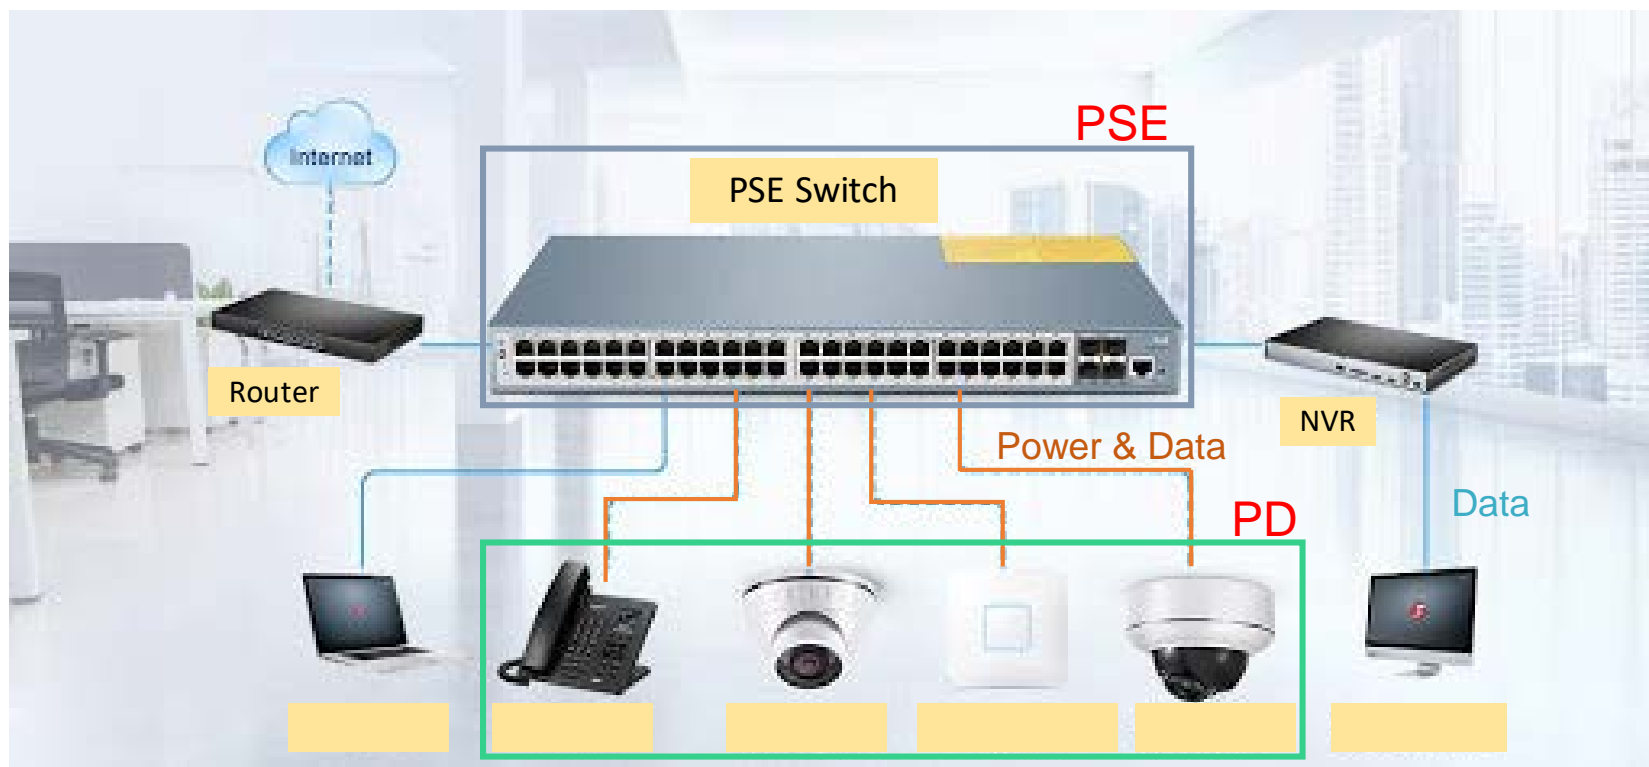 PSE
Internet
PSE Switch
Router
NVR
Power & Data
Data
PD